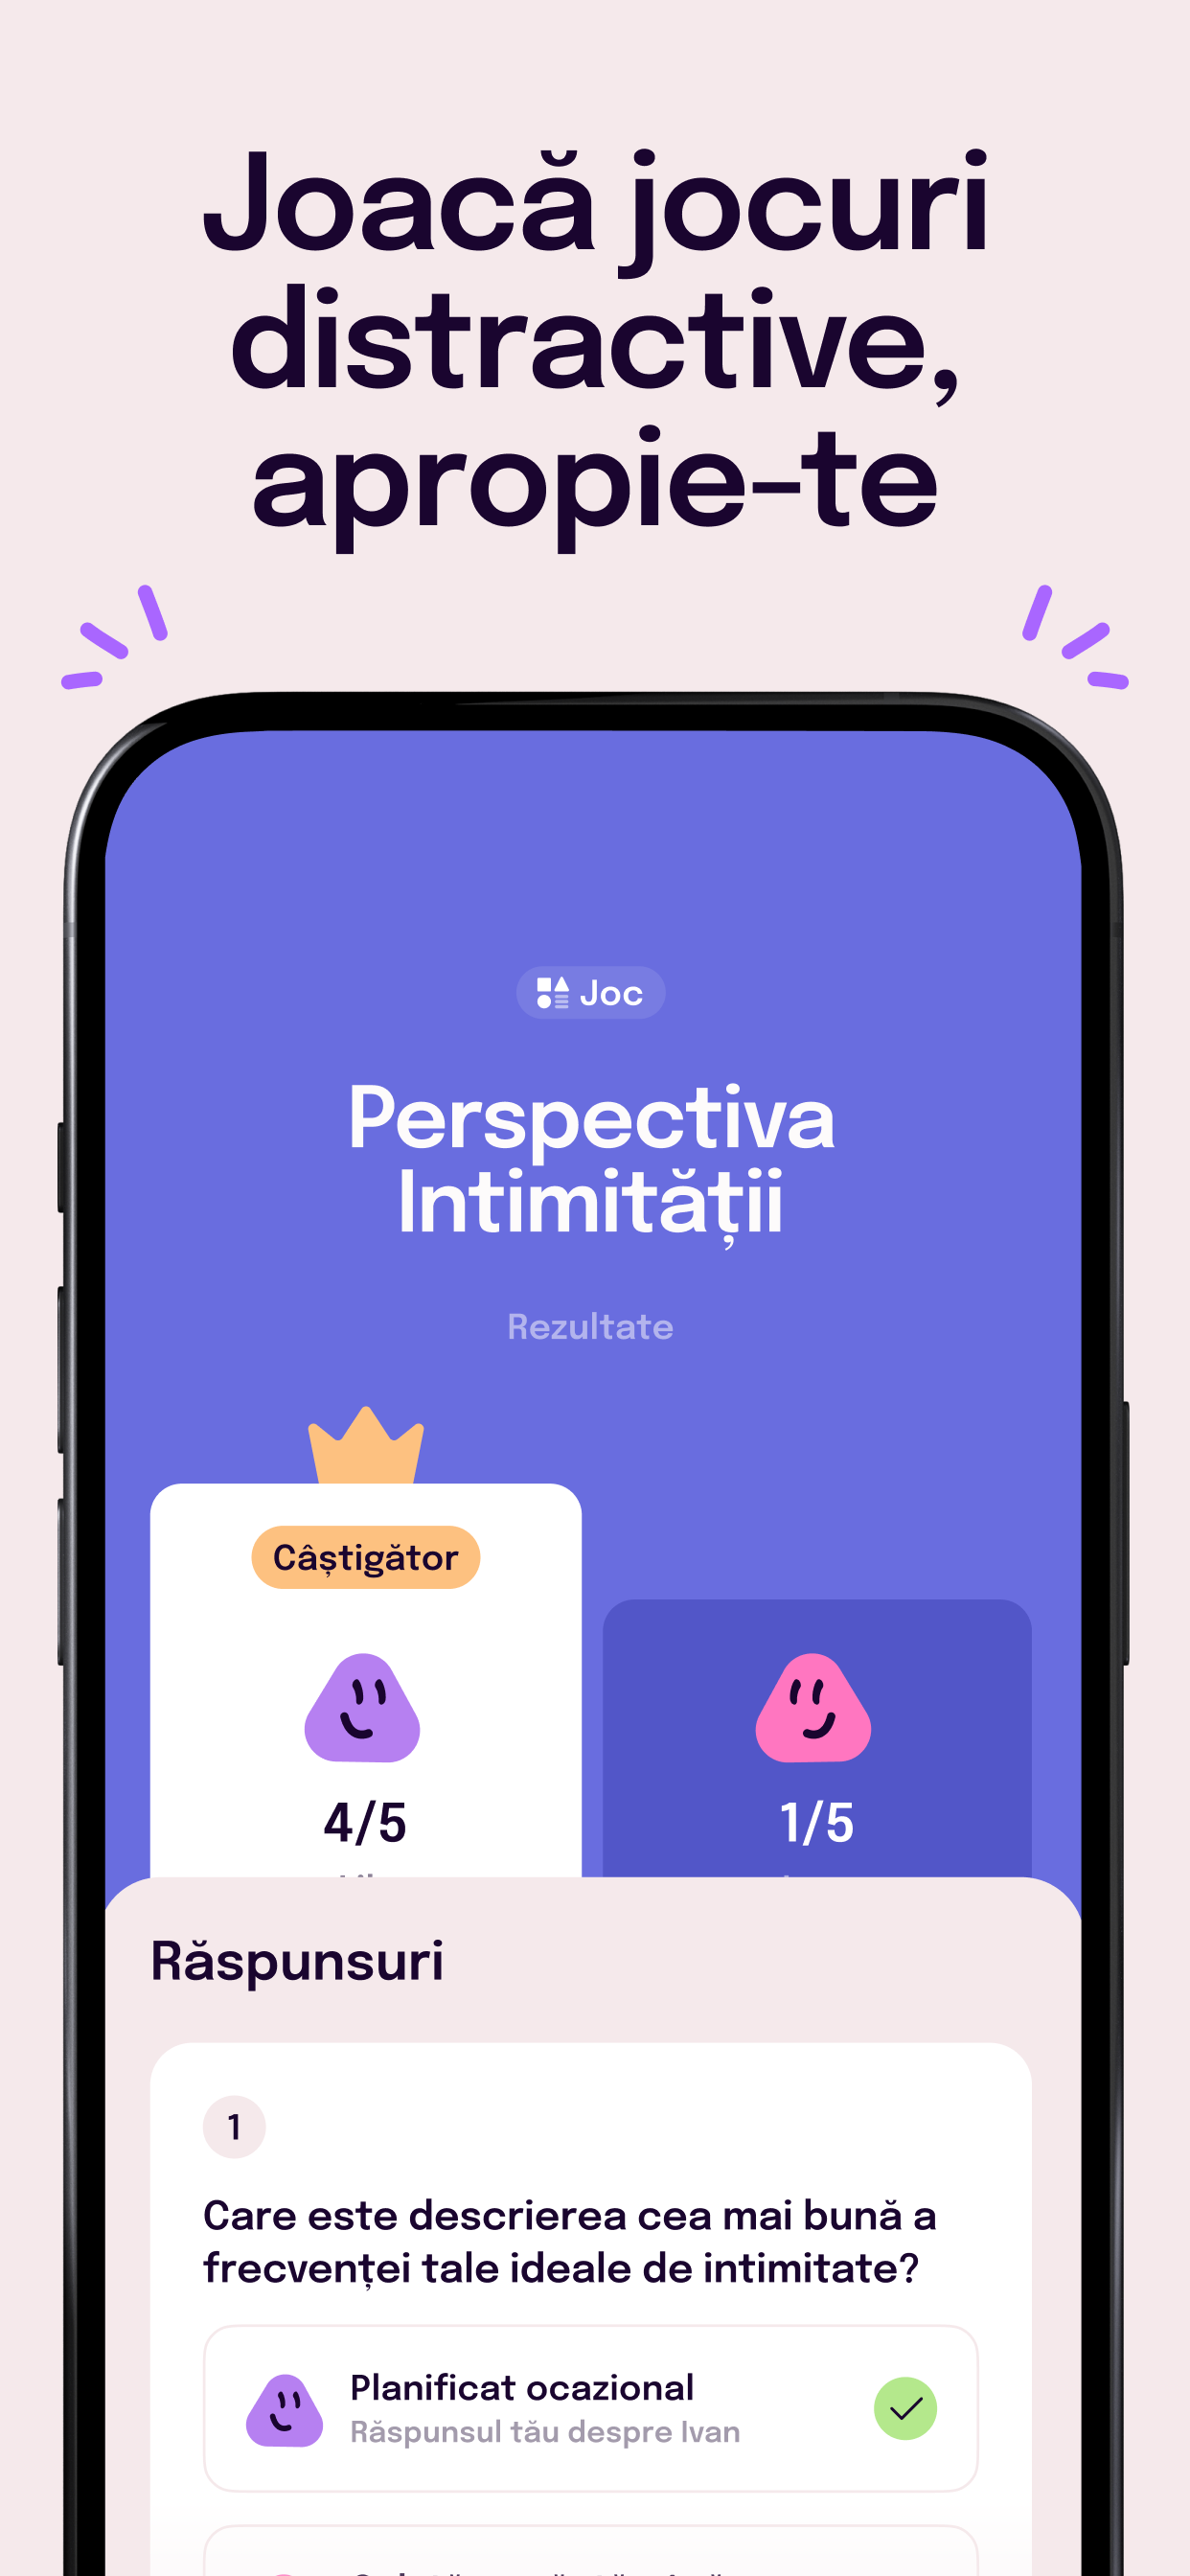 Joacă jocuri
distractive,
apropie-te
Joc
Perspectiva
Intimității
Rezultate
Câștigător
4/5
1/5
Răspunsuri
1
Care este descrierea cea mai bună a
frecvenței tale ideale de intimitate?
Planificat ocazional
Răspunsul tău despre Ivan